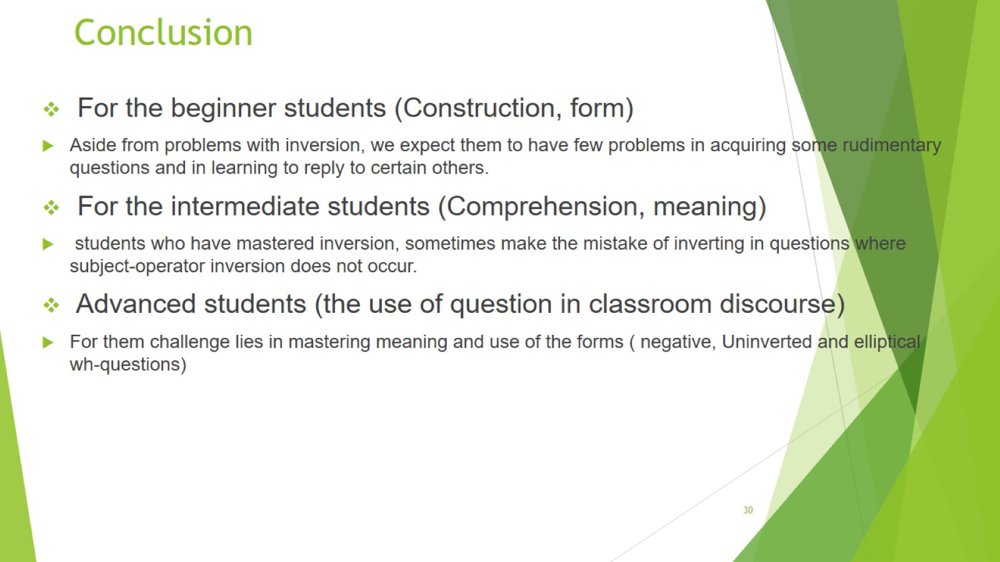 Conclusion
For the beginner students (Construction, form)
Aside from problems with inversion, we expect them to have few problems in acquiring some rudimentary
questions and in learning to reply to certain others.
For the intermediate students (Comprehension, meaning)
students who have mastered inversion, sometimes make the mistake of inverting in questions where
subject-operator inversion does not occur.
Advanced students (the use of question in classroom discourse)
For them challenge lies in mastering meaning and use of the forms ( negative, Uninverted and elliptical
wh-questions)
30